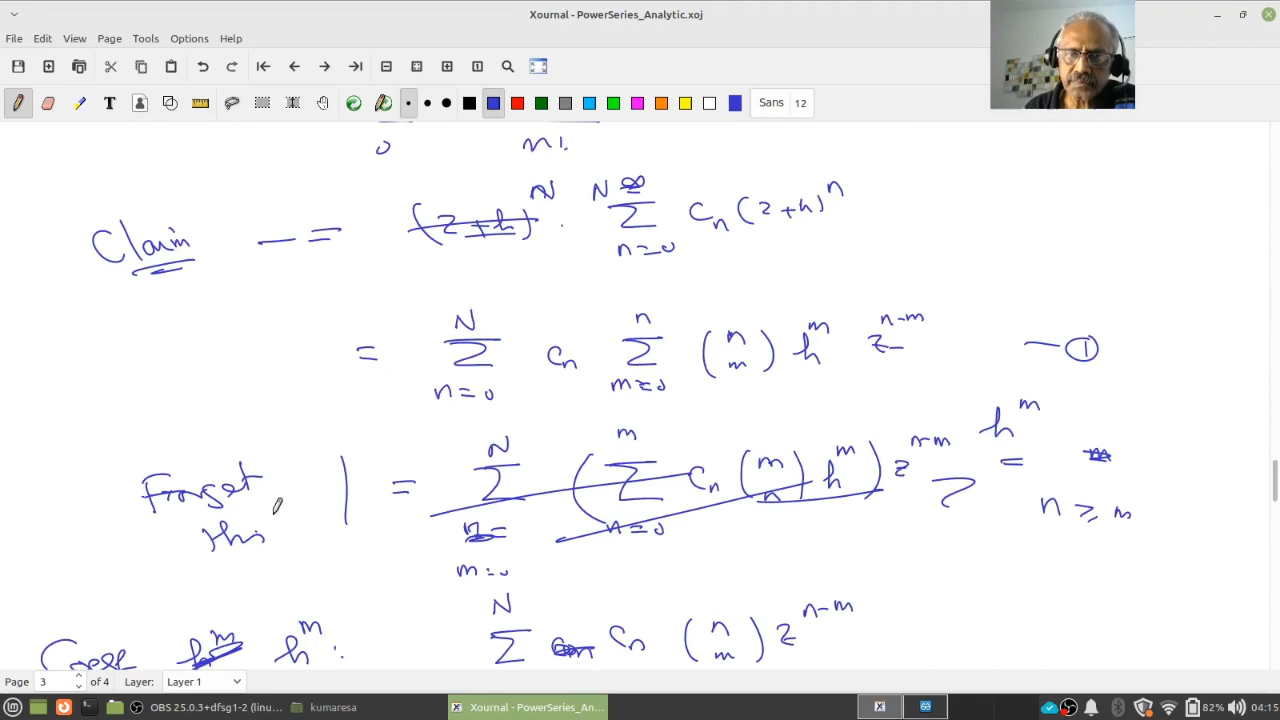 Xournal - PowerSeries_Analytic.xoj
File Edit View Page Tools Options Help
Sans 12
0 n!
Claim — = (z+h)^N . N ∞ ∑ n=0 c_n (z+h)^n
= ∑_{n=0}^{N} c_n ∑_{m=0}^{n} (n m) h^m z^{n-m} — ①
Forget this | = ∑_{m=0}^{N} ( ∑_{n=0}^{m} c_n (m n) h^m ) z^{n-m} h^m = n ≥ m
h^m : ∑^{N} c_n (n m) z^{n-m}
Page 3 of 4 Layer: Layer 1
OBS 25.0.3+dfsg1-2 (linu... kumaresa Xournal - PowerSeries_An... 82% 04:15